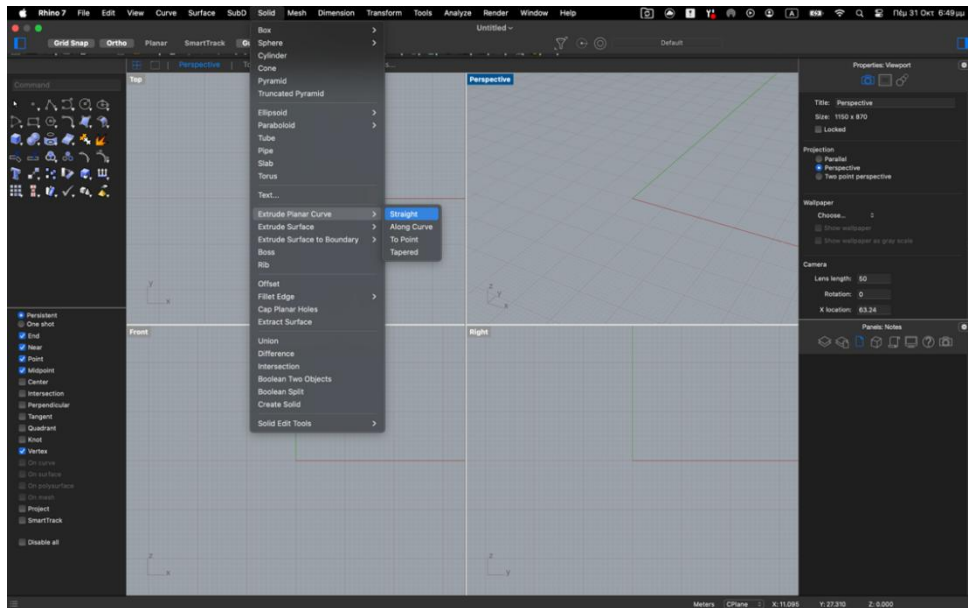 Rhino 7 File Edit View Curve Surface SubD Solid Mesh Dimension Transform Tools Analyze Render Window Help
Πέμ 31 Οκτ 6:49 μμ
Untitled
Grid Snap Ortho Planar SmartTrack
Default
Perspective
Command
Top
Perspective
Front
Right
Box
Sphere
Cylinder
Cone
Pyramid
Truncated Pyramid
Ellipsoid
Paraboloid
Tube
Pipe
Slab
Torus
Text...
Extrude Planar Curve
Extrude Surface
Extrude Surface to Boundary
Boss
Rib
Offset
Fillet Edge
Cap Planar Holes
Extract Surface
Union
Difference
Intersection
Boolean Two Objects
Boolean Split
Create Solid
Solid Edit Tools
Straight
Along Curve
To Point
Tapered
Persistent
One shot
End
Near
Point
Midpoint
Center
Intersection
Perpendicular
Tangent
Quadrant
Knot
Vertex
On curve
On surface
On polysurface
On mesh
Project
SmartTrack
Disable all
y
x
z
y
x
z
x
z
y
Properties: Viewport
Title: Perspective
Size: 1150 x 870
Locked
Projection
Parallel
Perspective
Two point perspective
Wallpaper
Choose...
Show wallpaper
Show wallpaper as gray scale
Camera
Lens length: 50
Rotation: 0
X location: 63.24
Panels: Notes
Meters CPlane X: 11.095 Y: 27.310 Z: 0.000